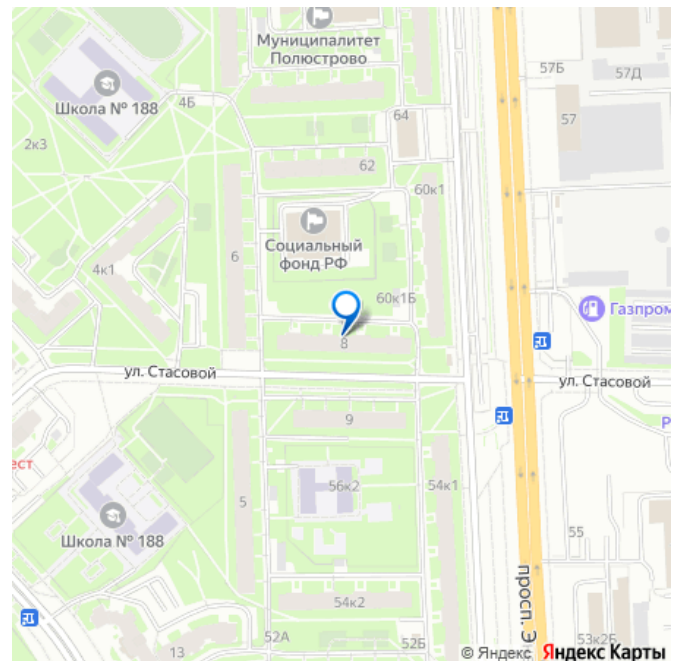 Муниципалитет
Полюстрово
57Б
57Д
Школа № 188
4Б
64
57
2к3
62
60к1
6
Социальный
фонд РФ
4к1
60к1Б
Газпром
8
ул. Стасовой
ул. Стасовой
9
Р
ест
5
56к2
54к1
Школа № 188
55
просп. Эн
54к2
52А
52Б
53к2Б
13
© Яндекс Яндекс Карты